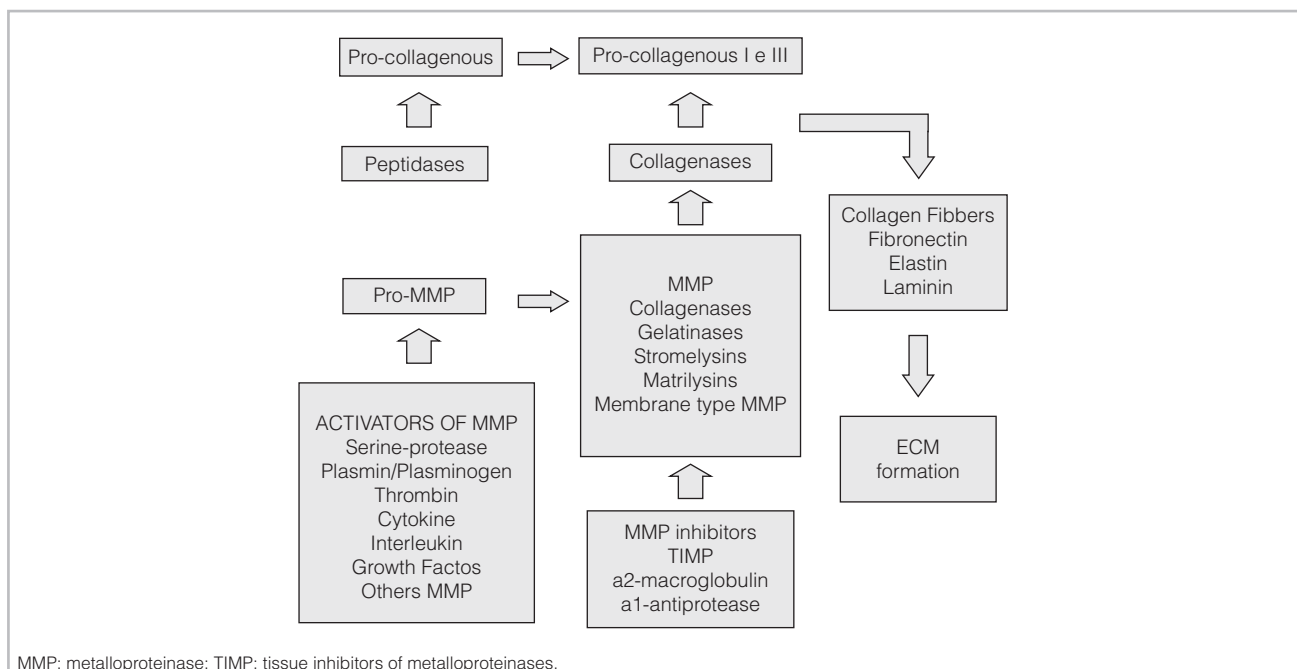 Pro-collagenous
Pro-collagenous I e III
Peptidases
Collagenases
Collagen Fibbers
Fibronectin
Elastin
Laminin
Pro-MMP
MMP
Collagenases
Gelatinases
Stromelysins
Matrilysins
Membrane type MMP
ACTIVATORS OF MMP
Serine-protease
Plasmin/Plasminogen
Thrombin
Cytokine
Interleukin
Growth Factos
Others MMP
ECM
formation
MMP inhibitors
TIMP
a2-macroglobulin
a1-antiprotease
MMP: metalloproteinase; TIMP: tissue inhibitors of metalloproteinases.